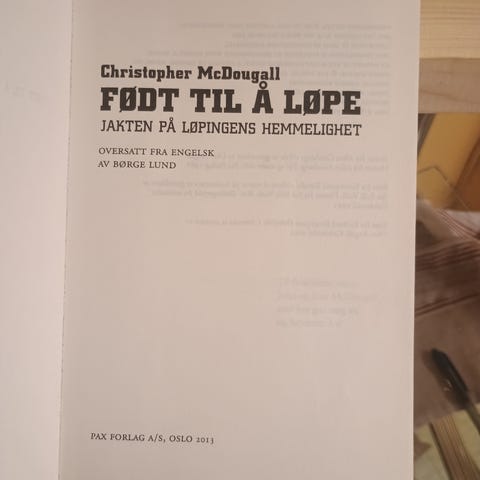 Christopher McDougall
FØDT TIL Å LØPE
JAKTEN PÅ LØPINGENS HEMMELIGHET
OVERSATT FRA ENGELSK
AV BØRGE LUND
PAX FORLAG A/S, OSLO 2013